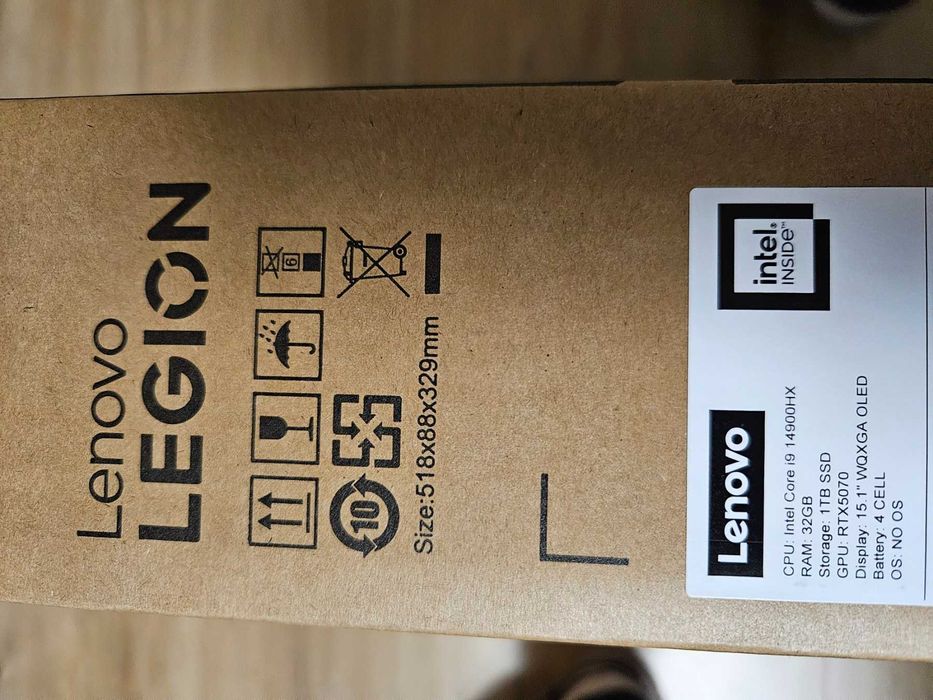 Lenovo
LEGION
6
10
Size:518x88x329mm
intel®
INSIDE™
Lenovo
CPU: Intel Core i9 14900HX
RAM: 32GB
Storage: 1TB SSD
GPU: RTX5070
Display: 15.1" WQXGA OLED
Battery: 4 CELL
OS: NO OS